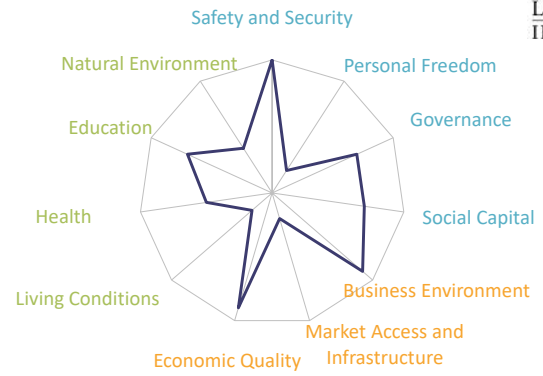 Safety and Security
Natural Environment
Personal Freedom
Education
Governance
Health
Social Capital
Living Conditions
Business Environment
Economic Quality
Market Access and
Infrastructure